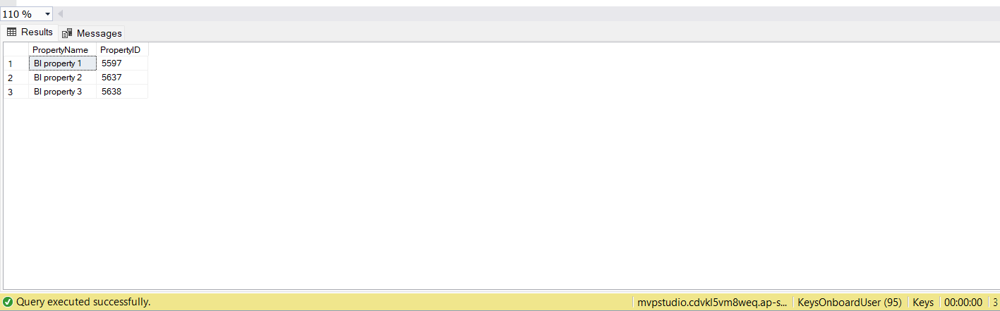 110 %
Results Messages
PropertyName PropertyID
1 BI property 1 5597
2 BI property 2 5637
3 BI property 3 5638
Query executed successfully. mvpstudio.cdvkl5vm8weq.ap-s... KeysOnboardUser (95) Keys 00:00:00 3